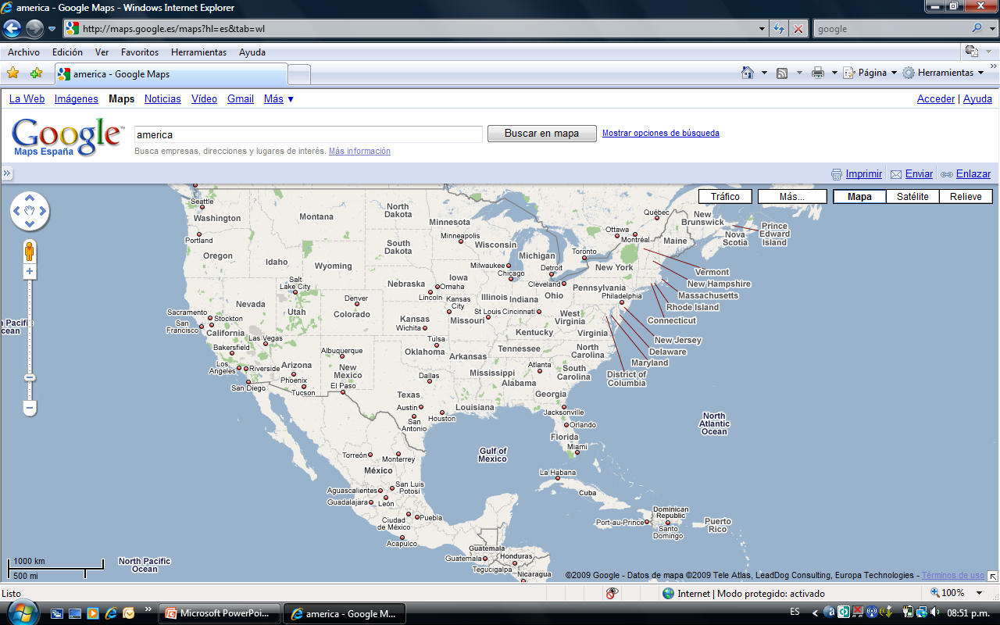 america - Google Maps - Windows Internet Explorer
http://maps.google.es/maps?hl=es&tab=wl
google
Archivo Edición Ver Favoritos Herramientas Ayuda
america - Google Maps
Página Herramientas
La Web Imágenes Maps Noticias Vídeo Gmail Más ▼
Acceder | Ayuda
Google™
Maps España
america
Buscar en mapa
Mostrar opciones de búsqueda
Busca empresas, direcciones y lugares de interés. Más información
Imprimir Enviar Enlazar
Tráfico Más... Mapa Satélite Relieve
Seattle
Washington
Montana
North
Dakota
Minnesota
Québec
New
Brunswick
Prince
Edward
Island
Nova
Scotia
Portland
Minneapolis
Ottawa
Montréal
Maine
Oregon
Idaho
Wyoming
South
Dakota
Wisconsin
Michigan
Toronto
Milwaukee
Detroit
New York
Vermont
Chicago
Cleveland
New Hampshire
Salt
Lake City
Nebraska
Iowa
Omaha
Pennsylvania
Massachusetts
Nevada
Utah
Denver
Colorado
Lincoln
Kansas
City
Illinois
Indiana
Ohio
Philadelphia
Rhode Island
Sacramento
Stockton
San
Francisco
California
Kansas
Missouri
St Louis
Cincinnati
West
Virginia
Connecticut
Wichita
Kentucky
Virginia
New Jersey
Las Vegas
Bakersfield
Albuquerque
Tulsa
Oklahoma
Arkansas
Tennessee
North
Carolina
Delaware
Maryland
Los
Angeles
Riverside
Arizona
New
Mexico
Atlanta
South
Carolina
District of
Columbia
San Diego
Phoenix
Tucson
El Paso
Dallas
Mississippi
Alabama
Georgia
Texas
Austin
Louisiana
San
Antonio
Houston
Jacksonville
Orlando
Florida
Miami
North
Atlantic
Ocean
Gulf of
Mexico
Torreón
Monterrey
México
La Habana
Cuba
Aguascalientes
San Luis
Potosí
Guadalajara
León
Ciudad
de México
Puebla
Acapulco
Port-au-Prince
Dominican
Republic
Santo
Domingo
Puerto
Rico
Guatemala
Guatemala
Honduras
Tegucigalpa
Nicaragua
North Pacific
Ocean
1000 km
500 mi
©2009 Google - Datos de mapa ©2009 Tele Atlas, LeadDog Consulting, Europa Technologies - Términos de uso
Listo
Internet | Modo protegido: activado
100%
Microsoft PowerPoi...
america - Google M...
ES
08:51 p.m.